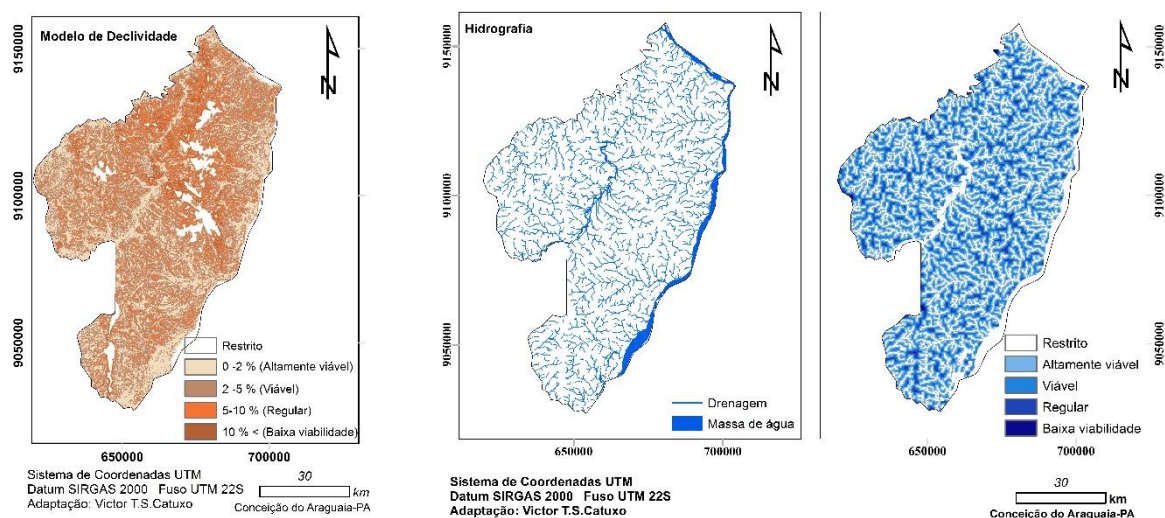 Modelo de Declividade
N
9150000
9100000
9050000
Restrito
0 -2 % (Altamente viável)
2 -5 % (Viável)
5-10 % (Regular)
10 % < (Baixa viabilidade)
650000
700000
Sistema de Coordenadas UTM
Datum SIRGAS 2000 Fuso UTM 22S
Adaptação: Victor T.S.Catuxo
30
km
Conceição do Araguaia-PA
Hidrografia
N
9150000
9100000
9050000
Drenagem
Massa de água
650000
700000
Sistema de Coordenadas UTM
Datum SIRGAS 2000 Fuso UTM 22S
Adaptação: Victor T.S.Catuxo
N
9150000
9100000
9050000
Restrito
Altamente viável
Viável
Regular
Baixa viabilidade
650000
700000
30
km
Conceição do Araguaia-PA